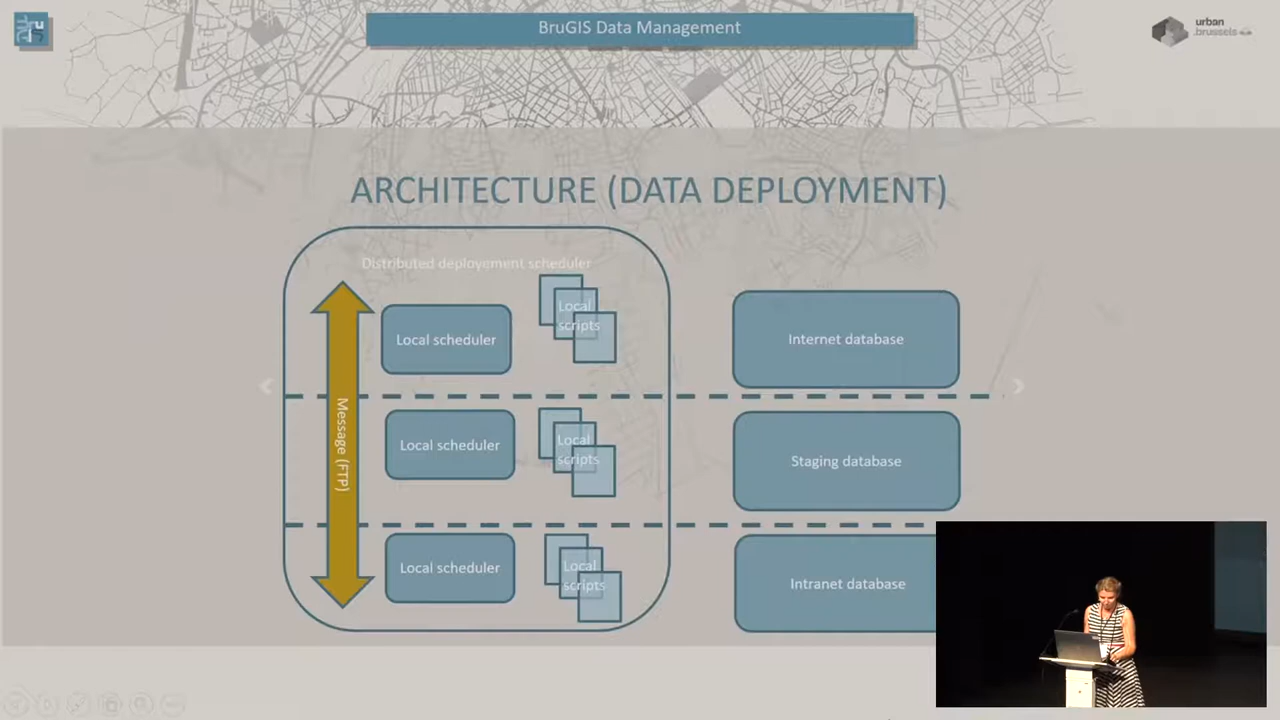 BruGIS Data Management
urban
.brussels
ARCHITECTURE (DATA DEPLOYMENT)
Distributed deployement scheduler
Local scheduler
Local
scripts
Internet database
Message (FTP)
Local scheduler
Local
scripts
Staging database
Local scheduler
Local
scripts
Intranet database